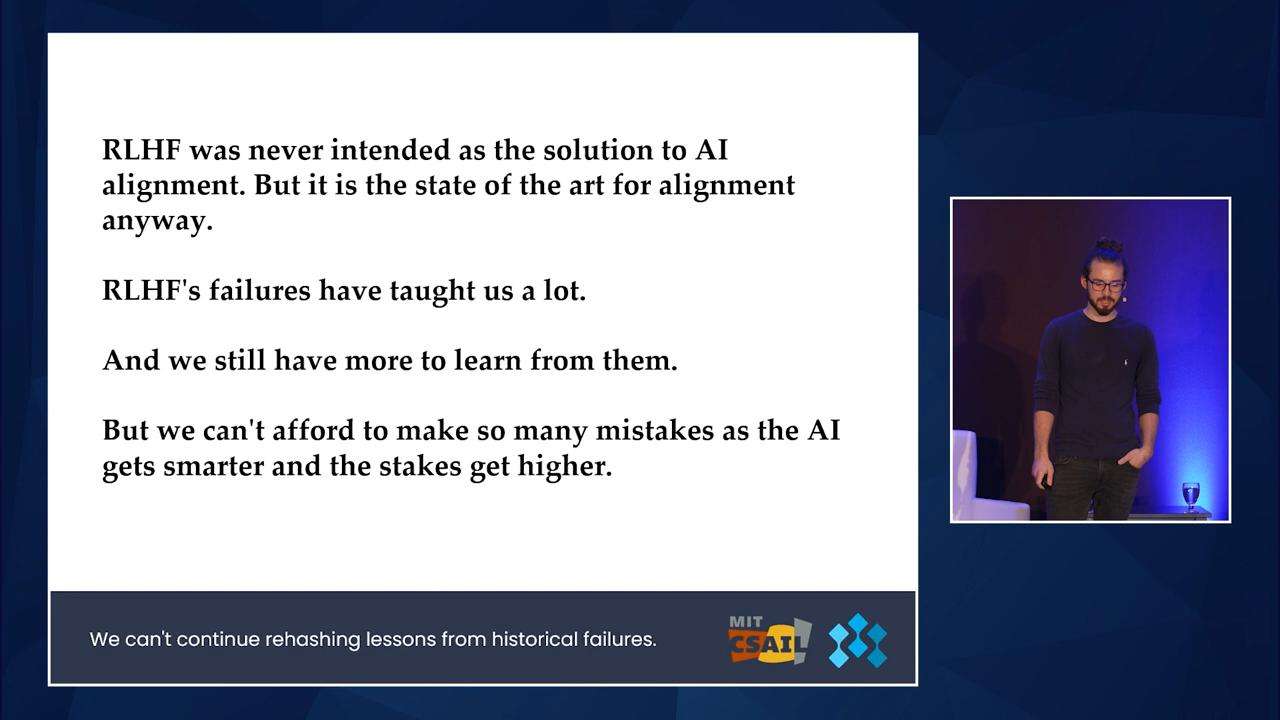 RLHF was never intended as the solution to AI
alignment. But it is the state of the art for alignment
anyway.
RLHF's failures have taught us a lot.
And we still have more to learn from them.
But we can't afford to make so many mistakes as the AI
gets smarter and the stakes get higher.
We can't continue rehashing lessons from historical failures.
MIT
CSAIL